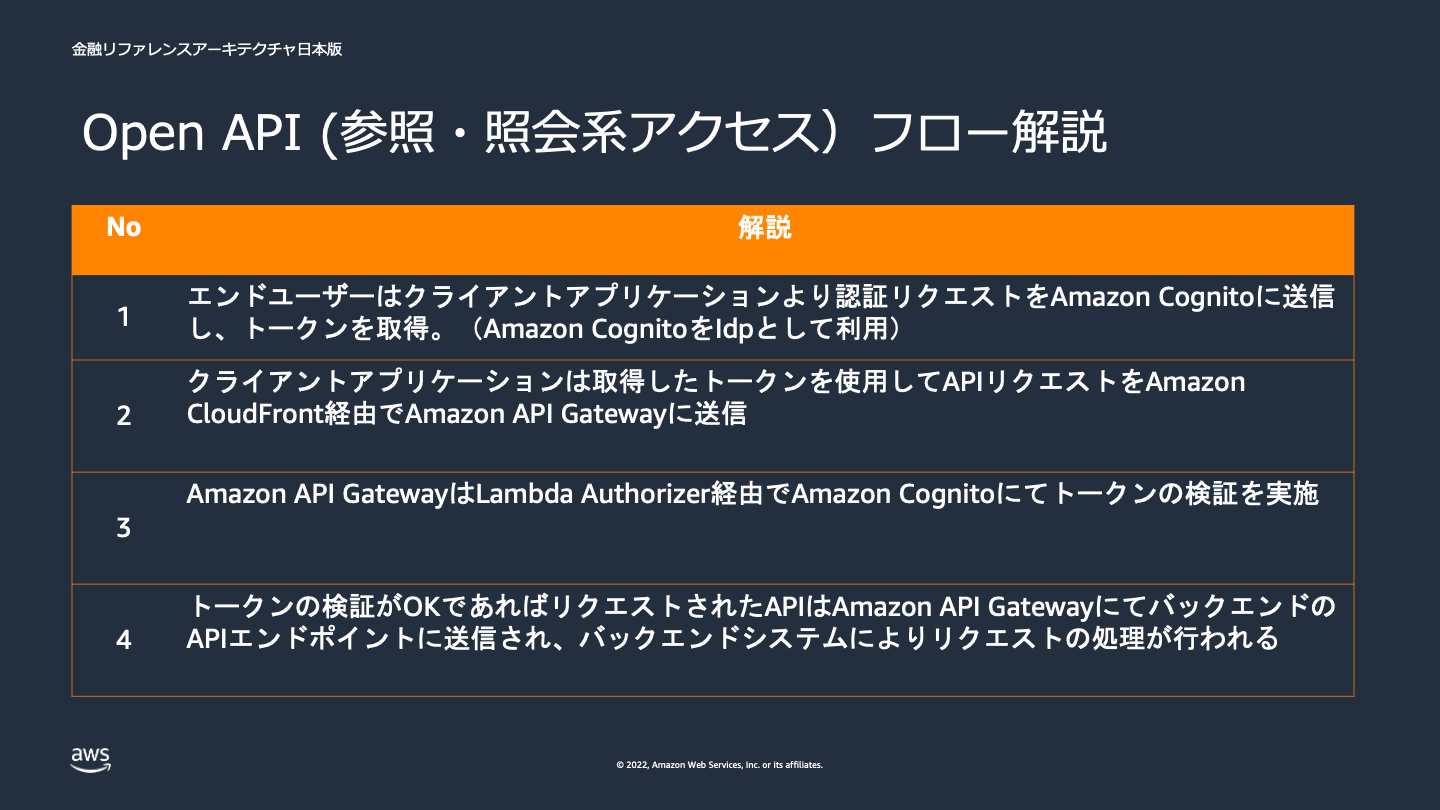 金融リファレンスアーキテクチャ日本版
Open API (参照・照会系アクセス）フロー解説
No
解説
1
エンドユーザーはクライアントアプリケーションより認証リクエストをAmazon Cognitoに送信
し、トークンを取得。（Amazon CognitoをIdpとして利用）
2
クライアントアプリケーションは取得したトークンを使用してAPIリクエストをAmazon
CloudFront経由でAmazon API Gatewayに送信
3
Amazon API GatewayはLambda Authorizer経由でAmazon Cognitoにてトークンの検証を実施
4
トークンの検証がOKであればリクエストされたAPIはAmazon API Gatewayにてバックエンドの
APIエンドポイントに送信され、バックエンドシステムによりリクエストの処理が行われる
aws
© 2022, Amazon Web Services, Inc. or its affiliates.